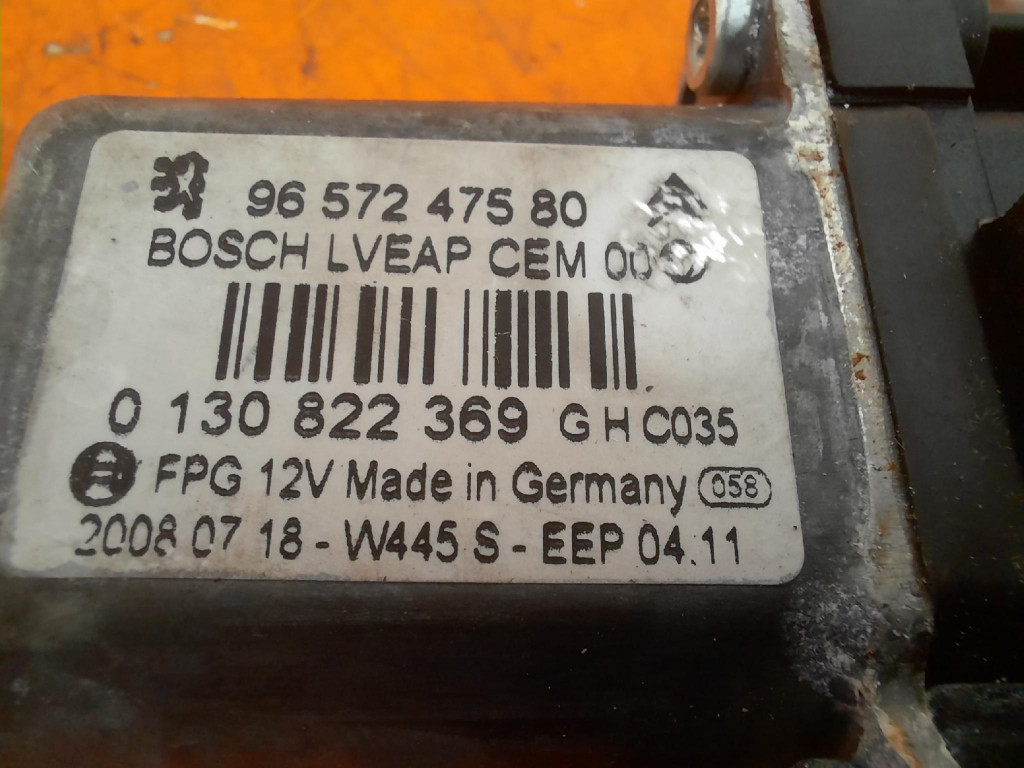 96 572 475 80
BOSCH LVEAP CEM 00
0 130 822 369 G H C035
FPG 12V Made in Germany 058
2008 07 18 - W445 S - EEP 04.11